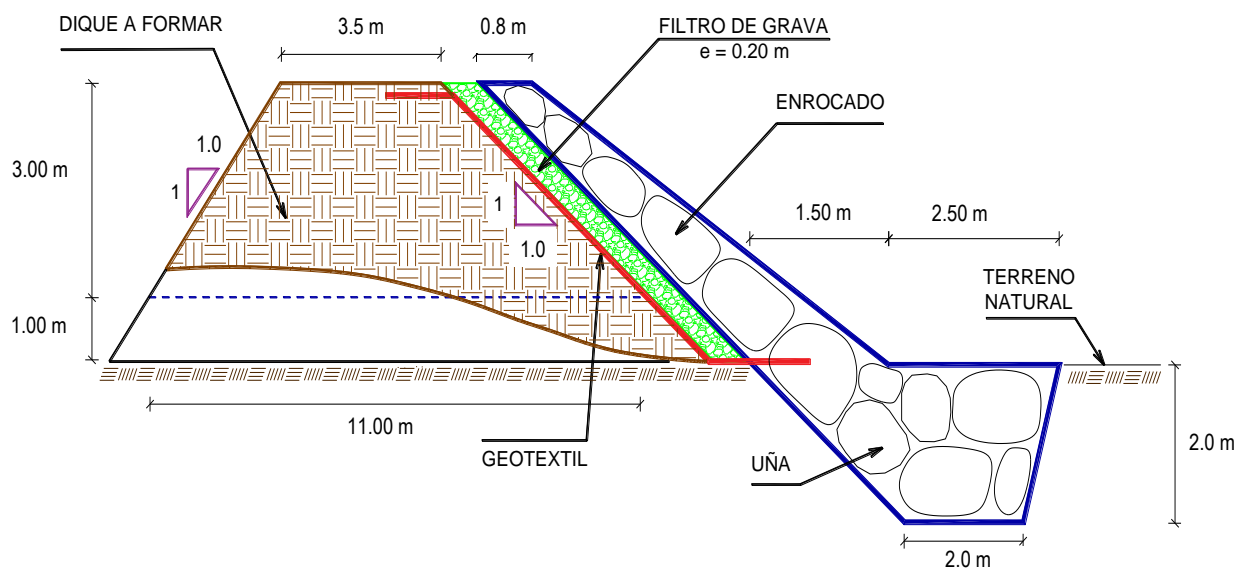 DIQUE A FORMAR
3.5 m
0.8 m
FILTRO DE GRAVA
e = 0.20 m
ENROCADO
1.0
1
3.00 m
1
1.0
1.50 m
2.50 m
TERRENO
NATURAL
1.00 m
11.00 m
GEOTEXTIL
UÑA
2.0 m
2.0 m